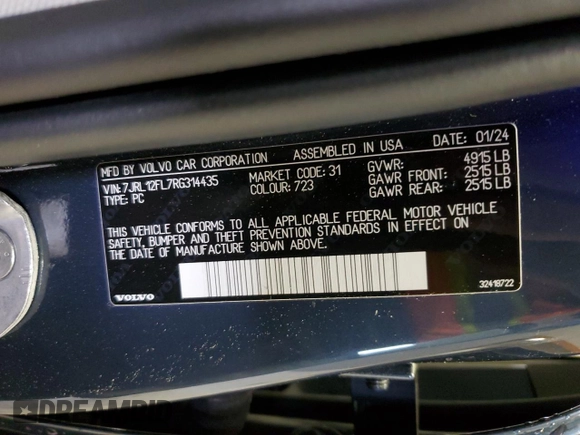 MFD BY VOLVO CAR CORPORATION ASSEMBLED IN USA DATE: 01/24
VIN: 7JRL12FL7RG314435 MARKET CODE: 31 GVWR: 4915 LB
TYPE: PC COLOUR: 723 GAWR FRONT: 2515 LB
GAWR REAR: 2515 LB
THIS VEHICLE CONFORMS TO ALL APPLICABLE FEDERAL MOTOR VEHICLE
SAFETY, BUMPER AND THEFT PREVENTION STANDARDS IN EFFECT ON
THE DATE OF MANUFACTURE SHOWN ABOVE.
VOLVO 32418722
DREAMBID